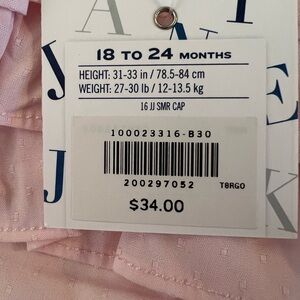 18 TO 24 MONTHS
HEIGHT: 31-33 in / 78.5-84 cm
WEIGHT: 27-30 lb / 12-13.5 kg
16 JJ SMR CAP
100023316-B30
200297052
T8RGO
$34.00